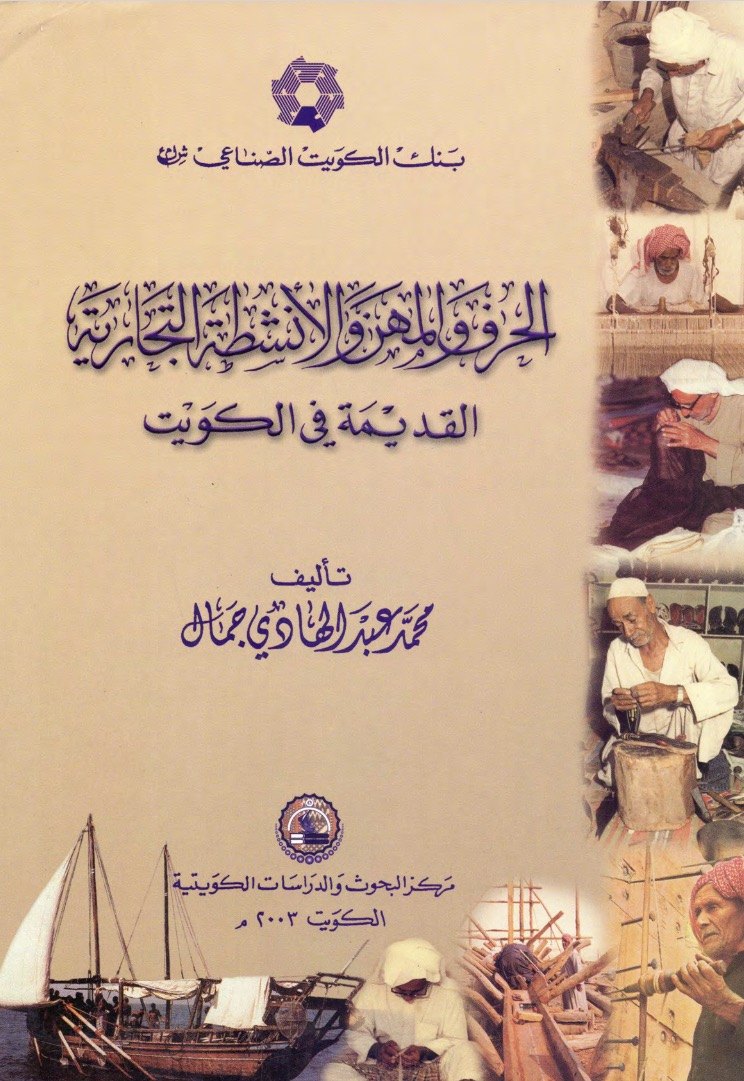 بنك الكويت الصناعي ش.م.ك
الحرف والمهن والأنشطة التجارية
القديمة في الكويت
تأليف
محمد عبد الهادي جمال
مركز البحوث والدراسات الكويتية
الكويت ٢٠٠٣ م